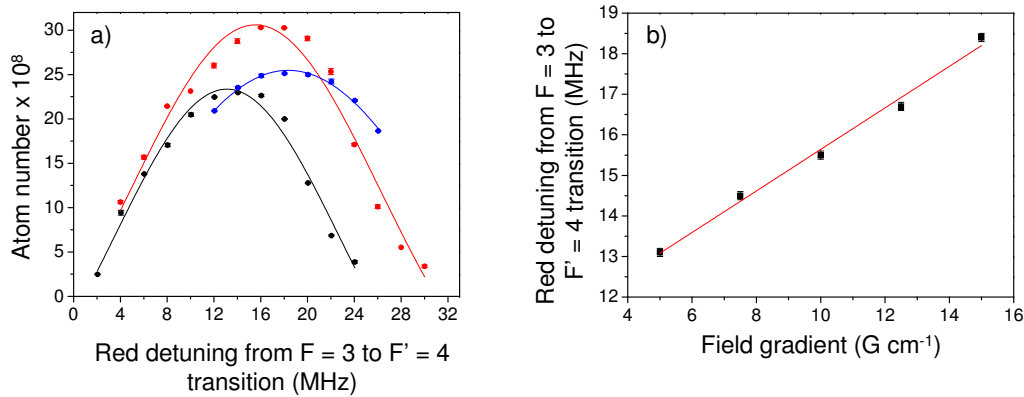 a)
Atom number x 10⁸
30
25
20
15
10
5
0
0 4 8 12 16 20 24 28 32
Red detuning from F = 3 to F' = 4
transition (MHz)
b)
Red detuning from F = 3 to
F' = 4 transition (MHz)
19
18
17
16
15
14
13
12
4 6 8 10 12 14 16
Field gradient (G cm⁻¹)